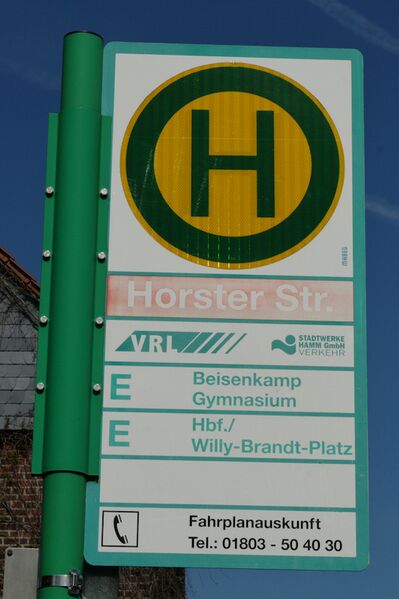 H
MABEG
Horster Str.
VRL
STADTWERKE
HAMM GmbH
VERKEHR
E Beisenkamp
Gymnasium
E Hbf./
Willy-Brandt-Platz
Fahrplanauskunft
Tel.: 01803 - 50 40 30